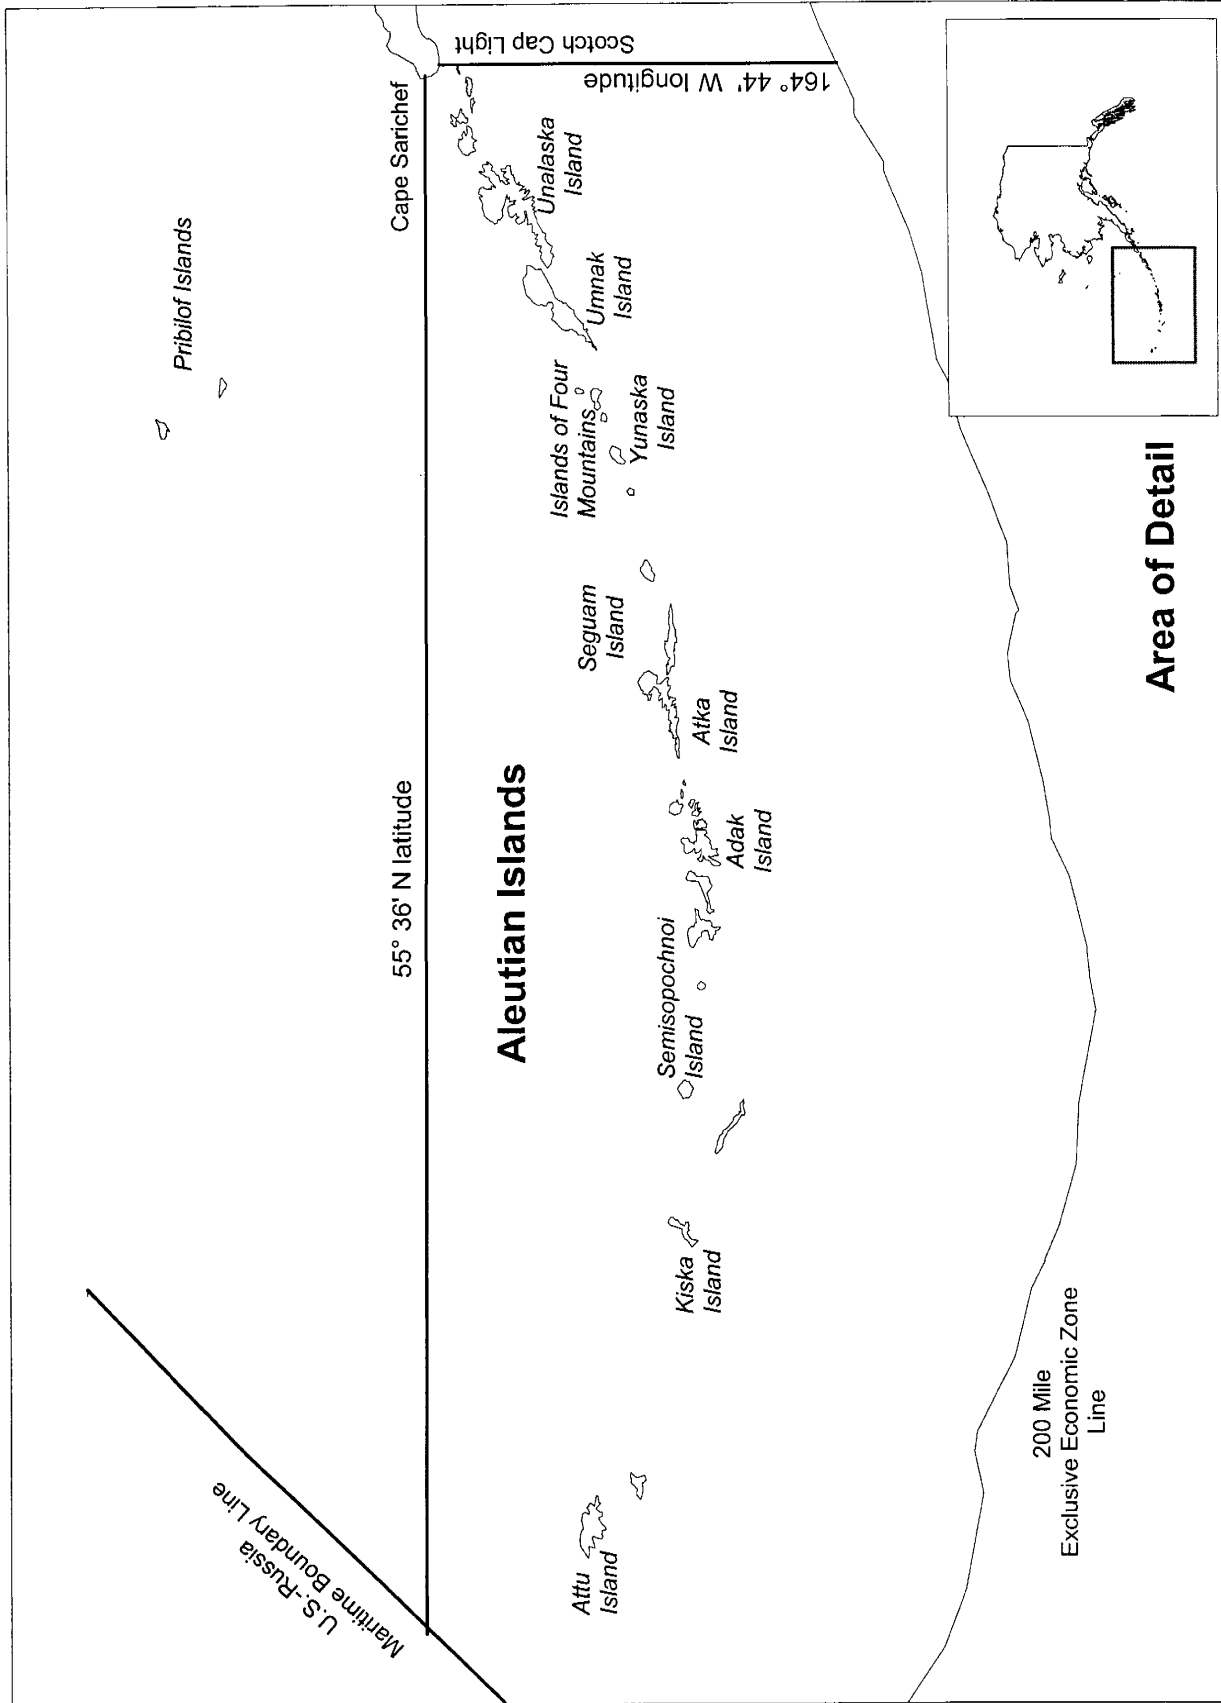 Pribilof Islands
55° 36' N latitude
Cape Sarichef
Scotch Cap Light
164° 44' W longitude
U.S.-Russia
Maritime Boundary Line
Aleutian Islands
Attu
Island
Kiska
Island
Semisopochnoi
Island
Adak
Island
Atka
Island
Seguam
Island
Islands of Four
Mountains
Yunaska
Island
Umnak
Island
Unalaska
Island
200 Mile
Exclusive Economic Zone
Line
Area of Detail